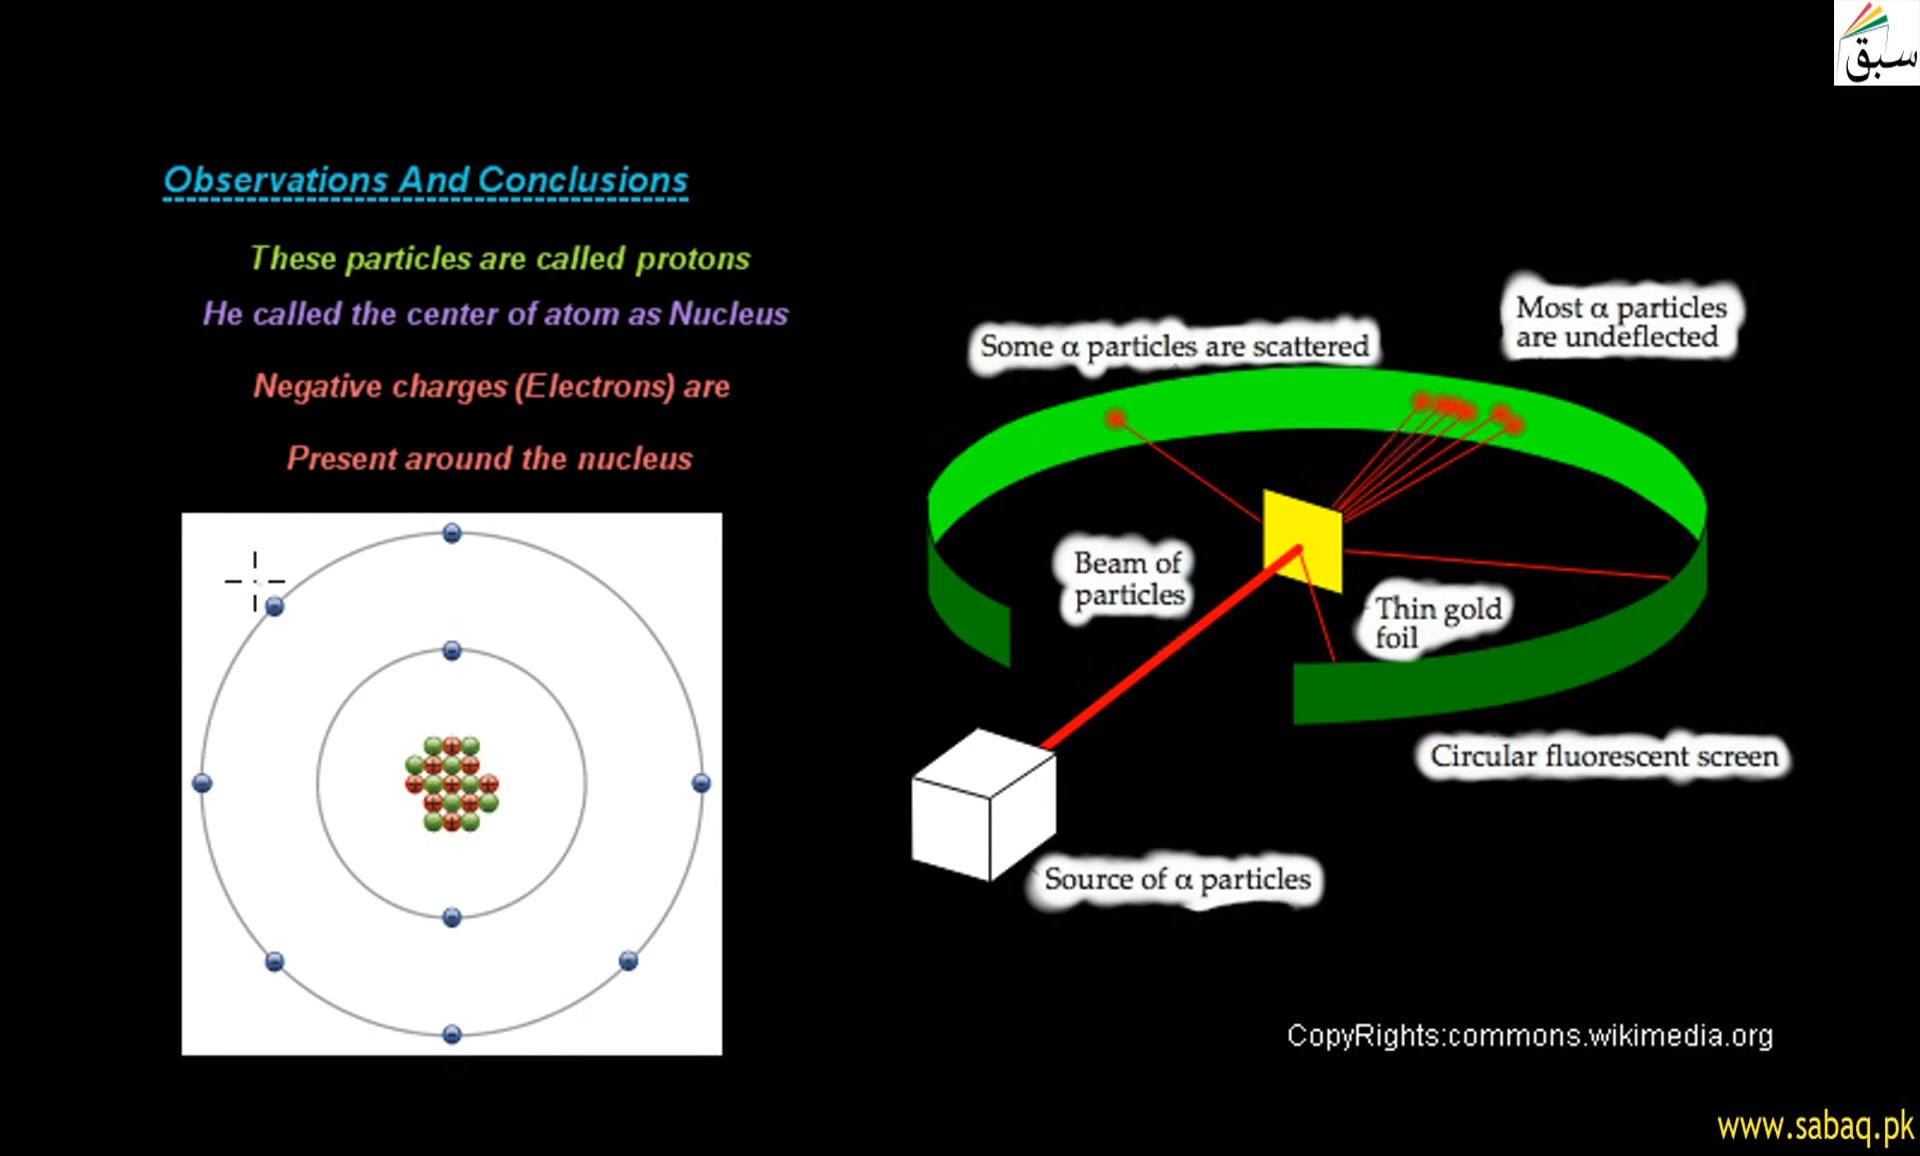 سبق
Observations And Conclusions
These particles are called protons
He called the center of atom as Nucleus
Negative charges (Electrons) are
Present around the nucleus
Some α particles are scattered
Most α particles
are undeflected
Beam of
particles
Thin gold
foil
Circular fluorescent screen
Source of α particles
CopyRights:commons.wikimedia.org
www.sabaq.pk